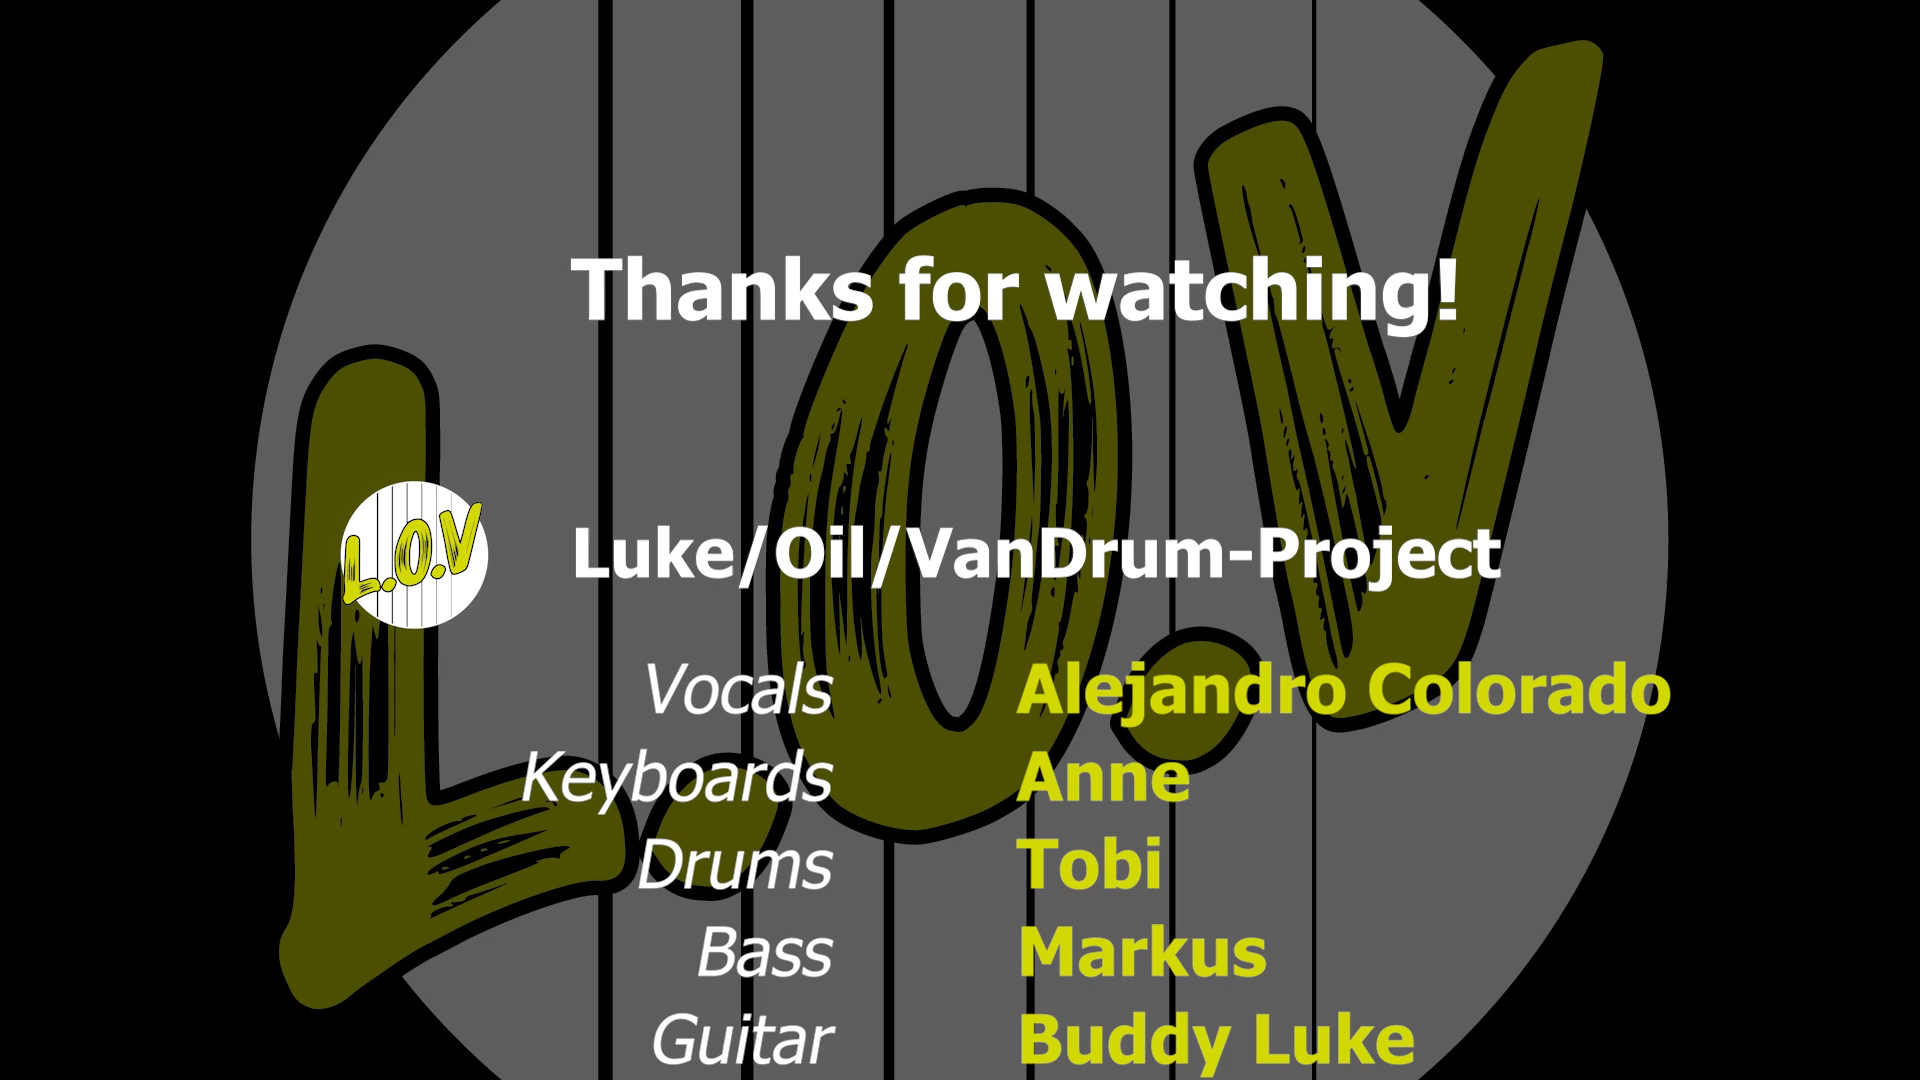 Thanks for watching!
L.O.V
L.O.V
Luke/Oil/VanDrum-Project
Vocals Alejandro Colorado
Keyboards Anne
Drums Tobi
Bass Markus
Guitar Buddy Luke